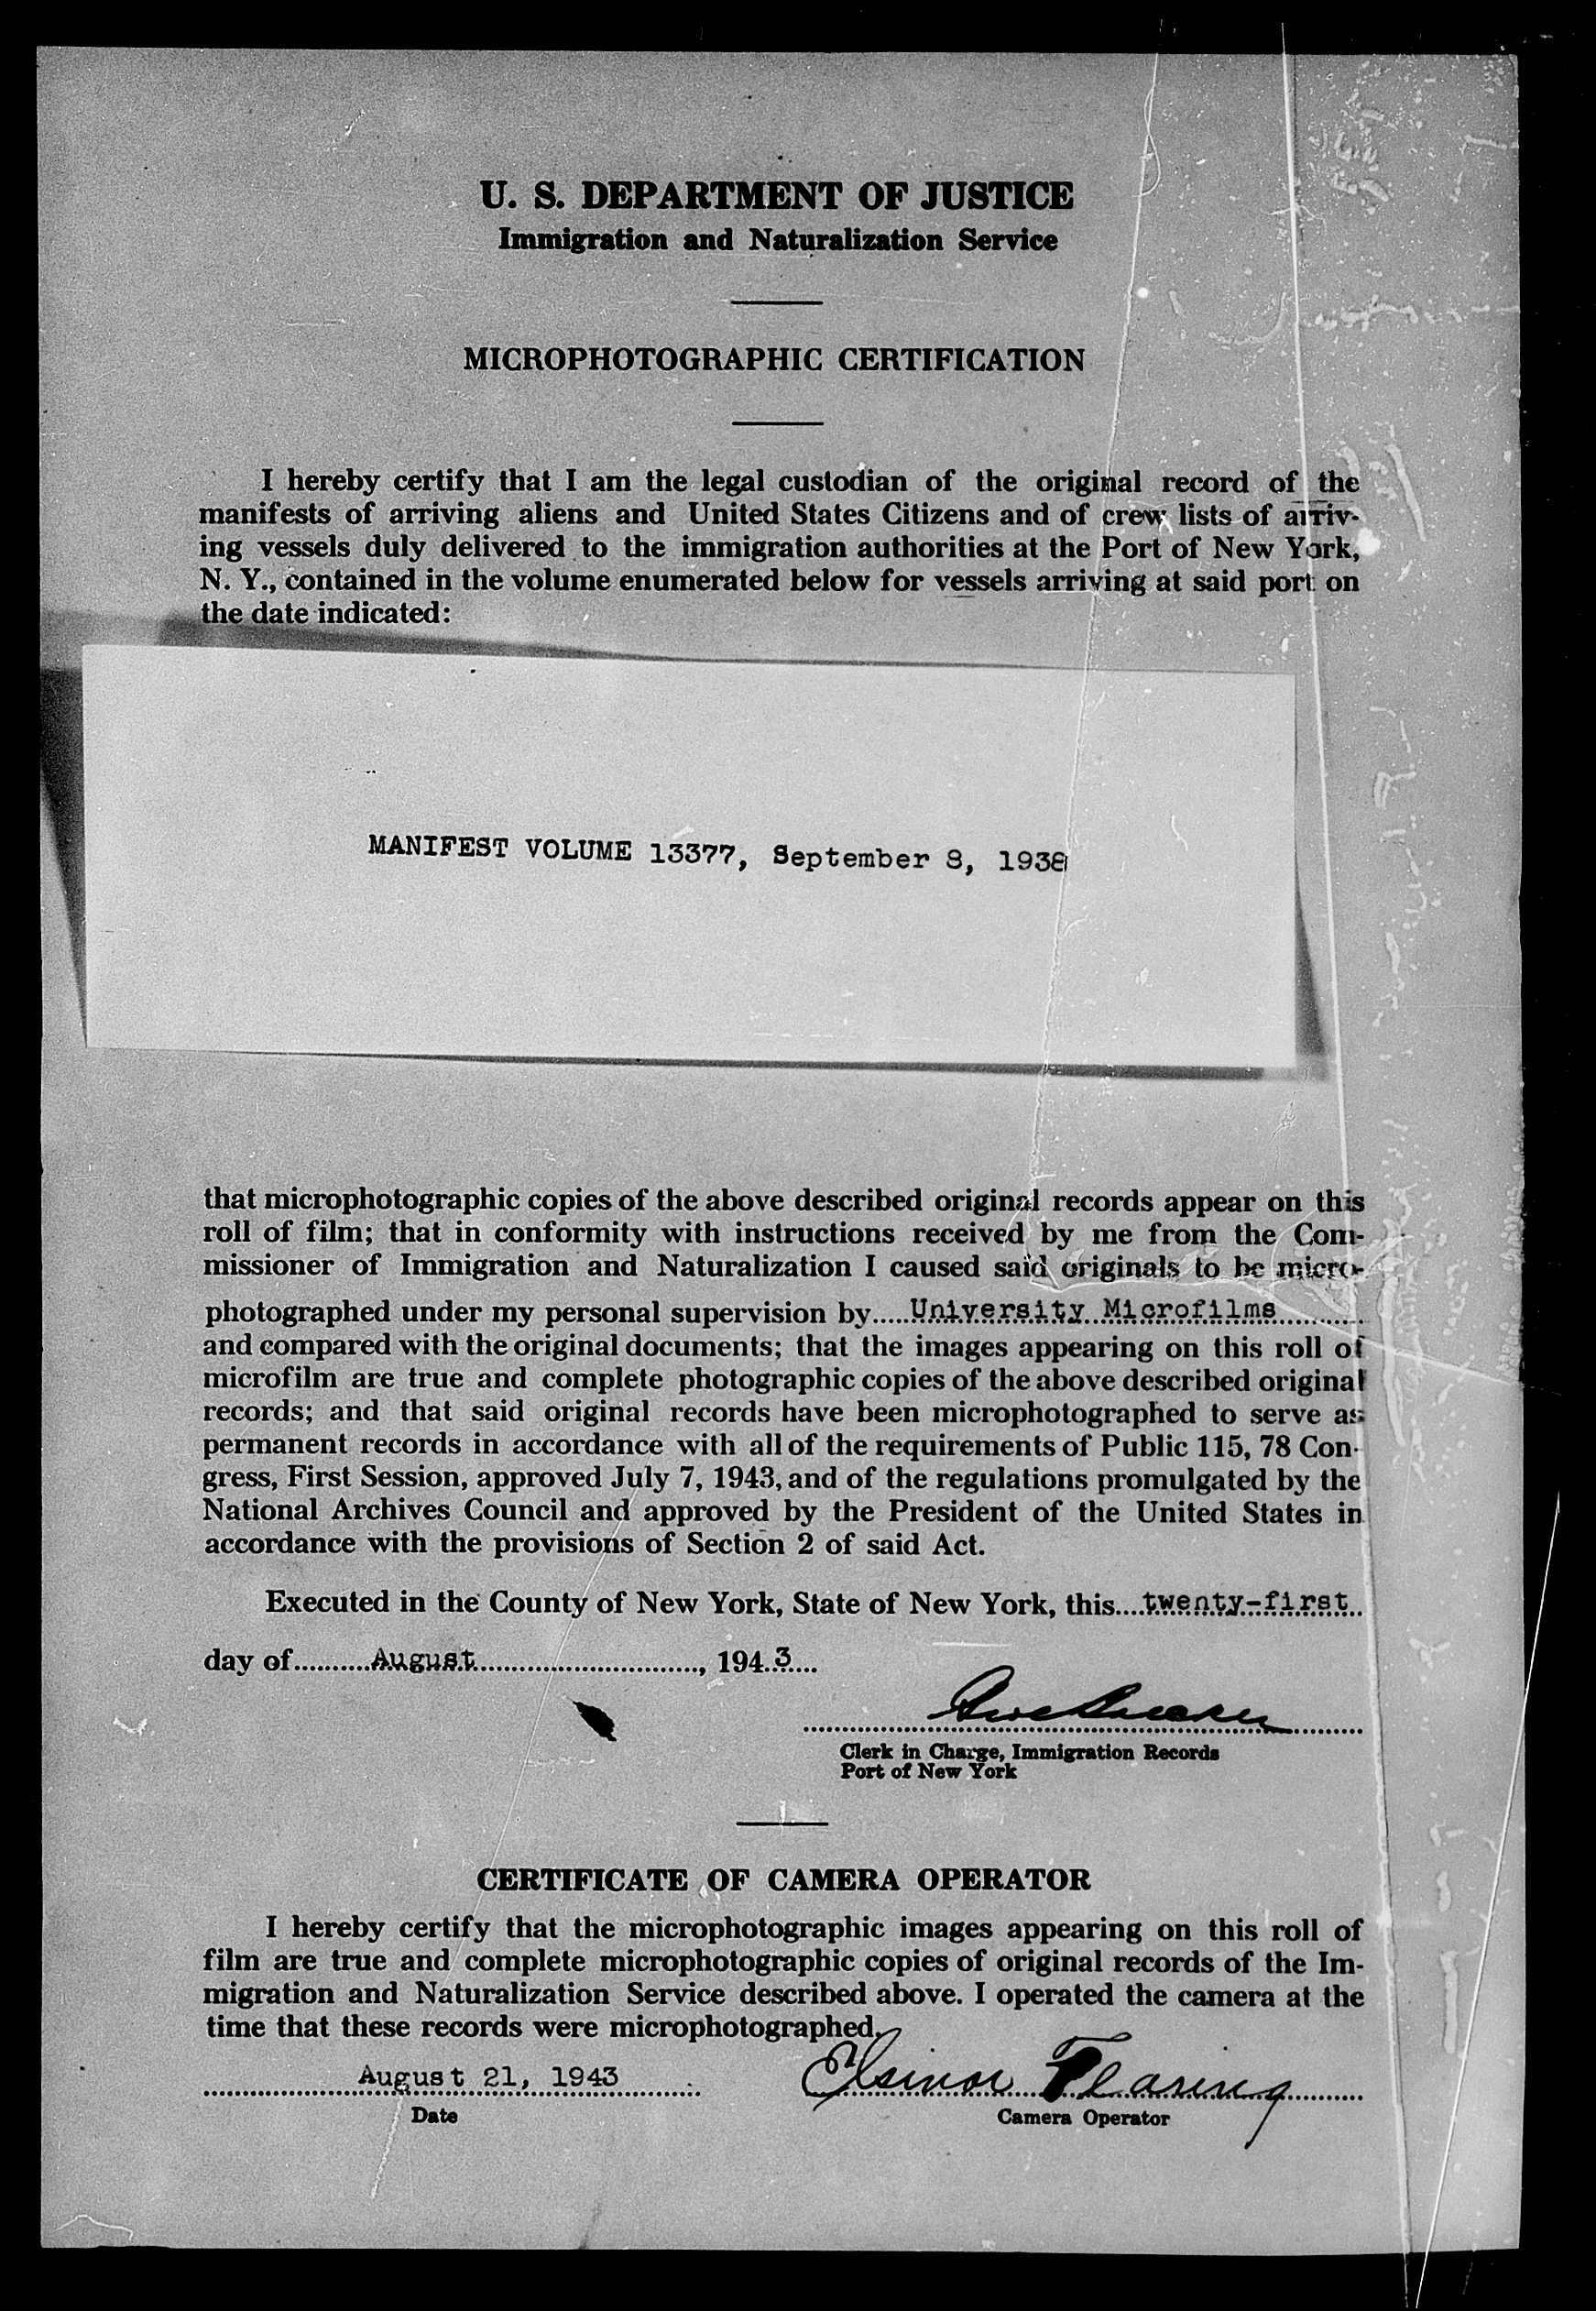 U. S. DEPARTMENT OF JUSTICE
Immigration and Naturalization Service
MICROPHOTOGRAPHIC CERTIFICATION
I hereby certify that I am the legal custodian of the original record of the
manifests of arriving aliens and United States Citizens and of crew lists of arriv-
ing vessels duly delivered to the immigration authorities at the Port of New York,
N. Y., contained in the volume enumerated below for vessels arriving at said port on
the date indicated:
MANIFEST VOLUME 13377, September 8, 1938
that microphotographic copies of the above described original records appear on this
roll of film; that in conformity with instructions received by me from the Com-
missioner of Immigration and Naturalization I caused said originals to be micro-
photographed under my personal supervision by.....University Microfilms
and compared with the original documents; that the images appearing on this roll of
microfilm are true and complete photographic copies of the above described original
records; and that said original records have been microphotographed to serve as
permanent records in accordance with all of the requirements of Public 115, 78 Con-
gress, First Session, approved July 7, 1943, and of the regulations promulgated by the
National Archives Council and approved by the President of the United States in
accordance with the provisions of Section 2 of said Act.
Executed in the County of New York, State of New York, this....twenty-first
day of..........August............................, 194.3....
Clerk in Charge, Immigration Records
Port of New York
CERTIFICATE OF CAMERA OPERATOR
I hereby certify that the microphotographic images appearing on this roll of
film are true and complete microphotographic copies of original records of the Im-
migration and Naturalization Service described above. I operated the camera at the
time that these records were microphotographed.
August 21, 1943 Elsinor
Date Camera Operator